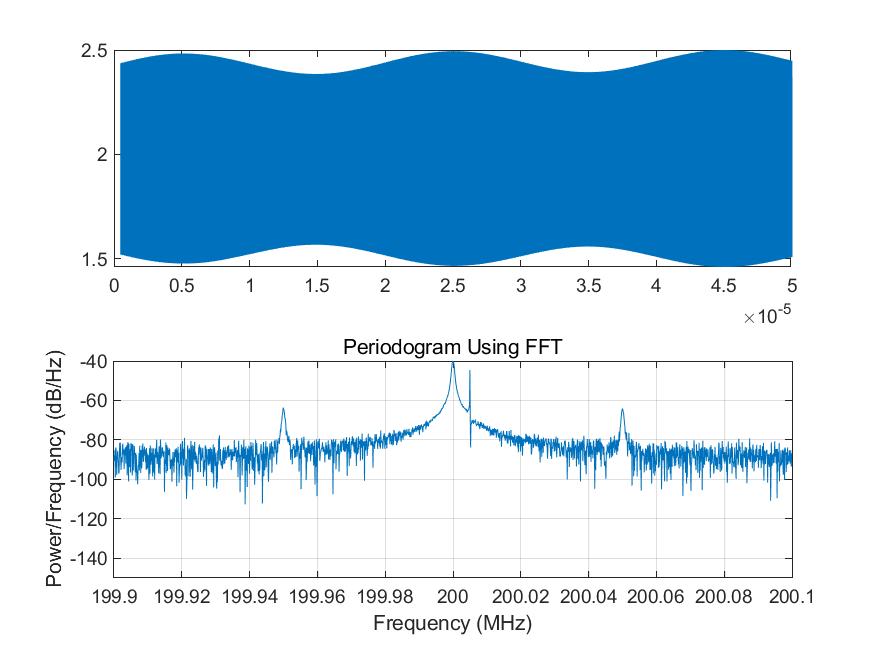 2.5
2
1.5
0 0.5 1 1.5 2 2.5 3 3.5 4 4.5 5
×10-5
Periodogram Using FFT
-40
-60
-80
-100
-120
-140
Power/Frequency (dB/Hz)
199.9 199.92 199.94 199.96 199.98 200 200.02 200.04 200.06 200.08 200.1
Frequency (MHz)